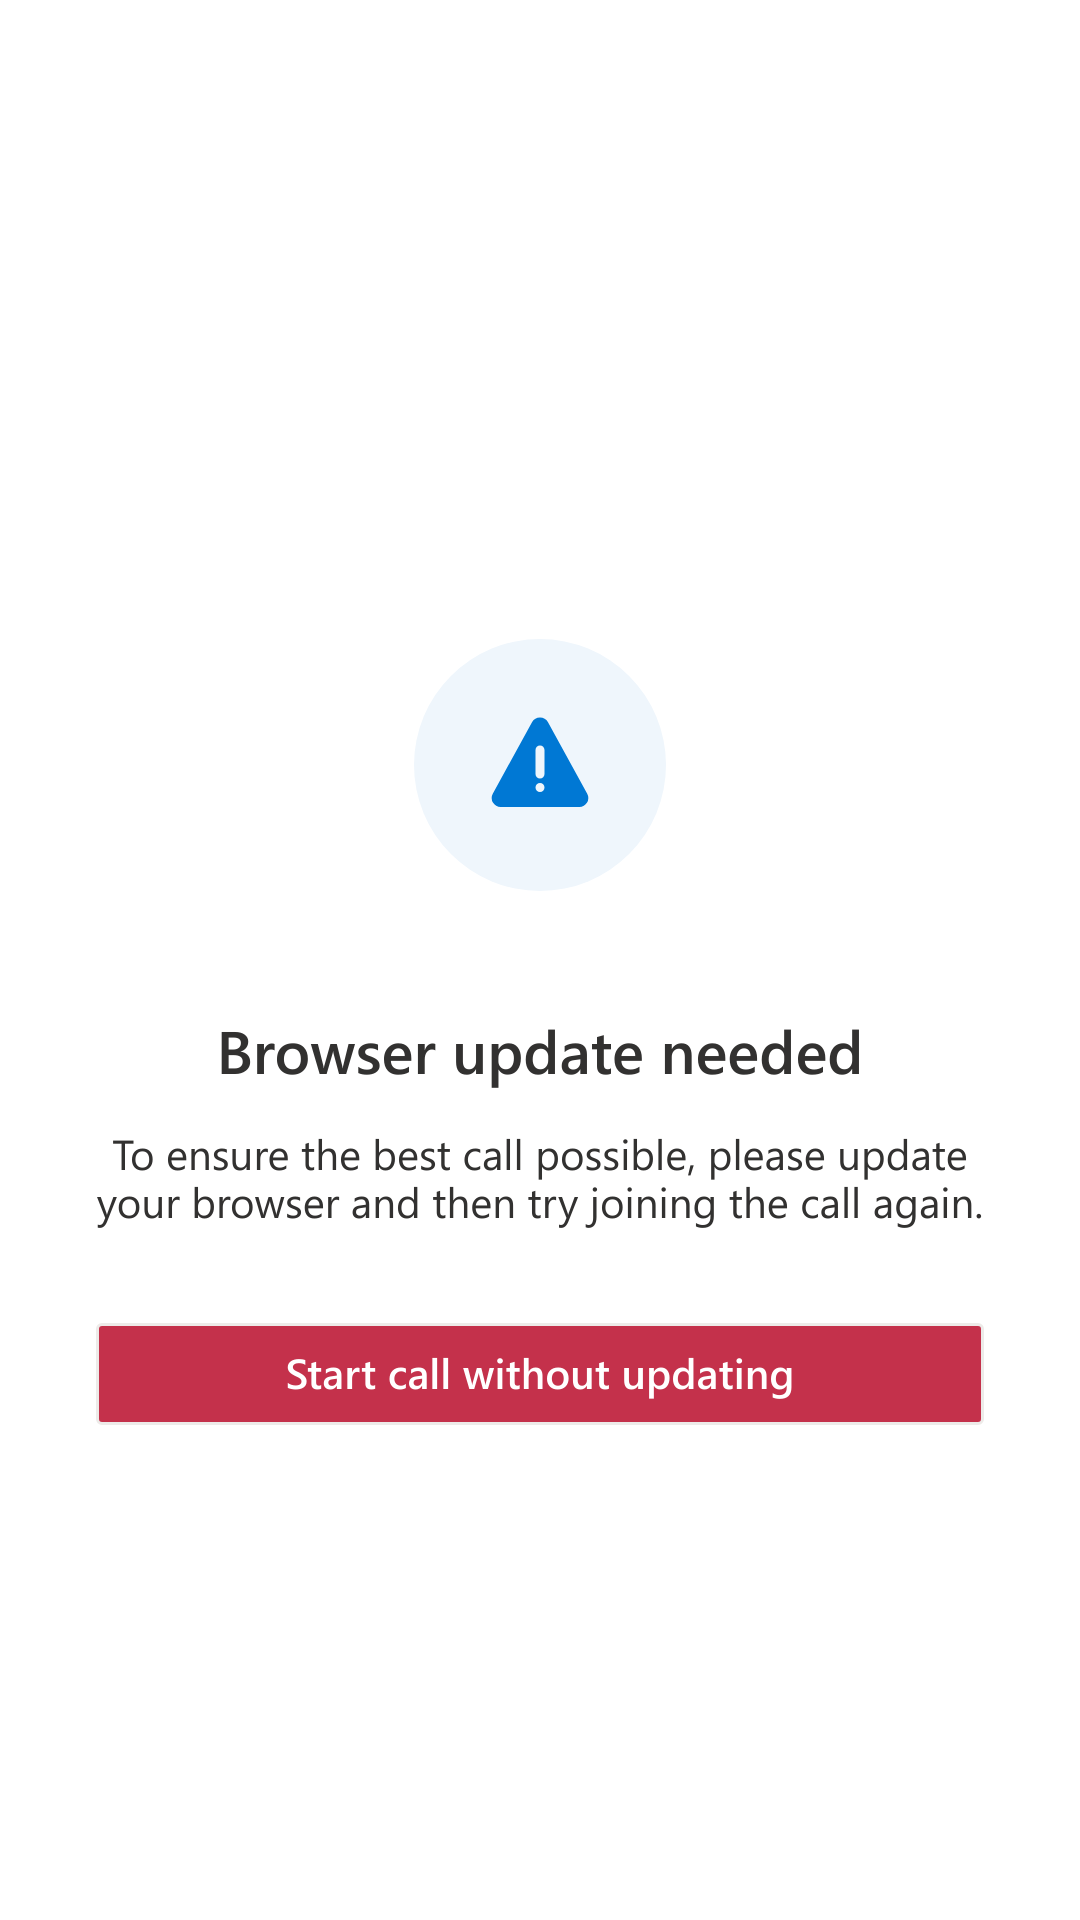 Browser update needed
To ensure the best call possible, please update
your browser and then try joining the call again.
Start call without updating